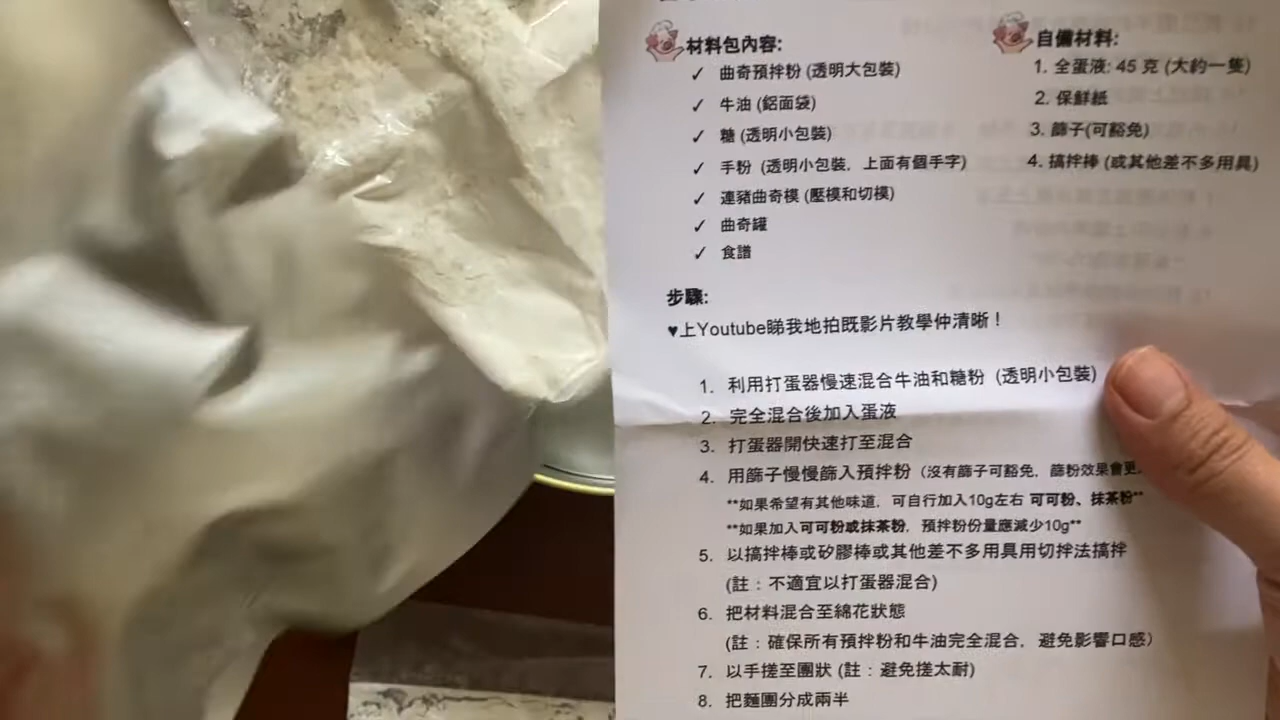 材料包內容:
✓ 曲奇預拌粉 (透明大包裝)
✓ 牛油 (鋁面袋)
✓ 糖 (透明小包裝)
✓ 手粉 (透明小包裝, 上面有個手字)
✓ 連豬曲奇模 (壓模和切模)
✓ 曲奇罐
✓ 食譜
自備材料:
1. 全蛋液: 45 克 (大約一隻)
2. 保鮮紙
3. 篩子(可豁免)
4. 搞拌棒 (或其他差不多用具)
步驟:
♥上Youtube睇我地拍既影片教學仲清晰！
1. 利用打蛋器慢速混合牛油和糖粉 (透明小包裝)
2. 完全混合後加入蛋液
3. 打蛋器開快速打至混合
4. 用篩子慢慢篩入預拌粉 (沒有篩子可豁免, 篩粉效果會更
**如果希望有其他味道, 可自行加入10g左右 可可粉、抹茶粉**
**如果加入可可粉或抹茶粉, 預拌粉份量應減少10g**
5. 以搞拌棒或矽膠棒或其他差不多用具用切拌法搞拌
(註：不適宜以打蛋器混合)
6. 把材料混合至綿花狀態
(註：確保所有預拌粉和牛油完全混合, 避免影響口感)
7. 以手搓至團狀 (註：避免搓太耐)
8. 把麵團分成兩半